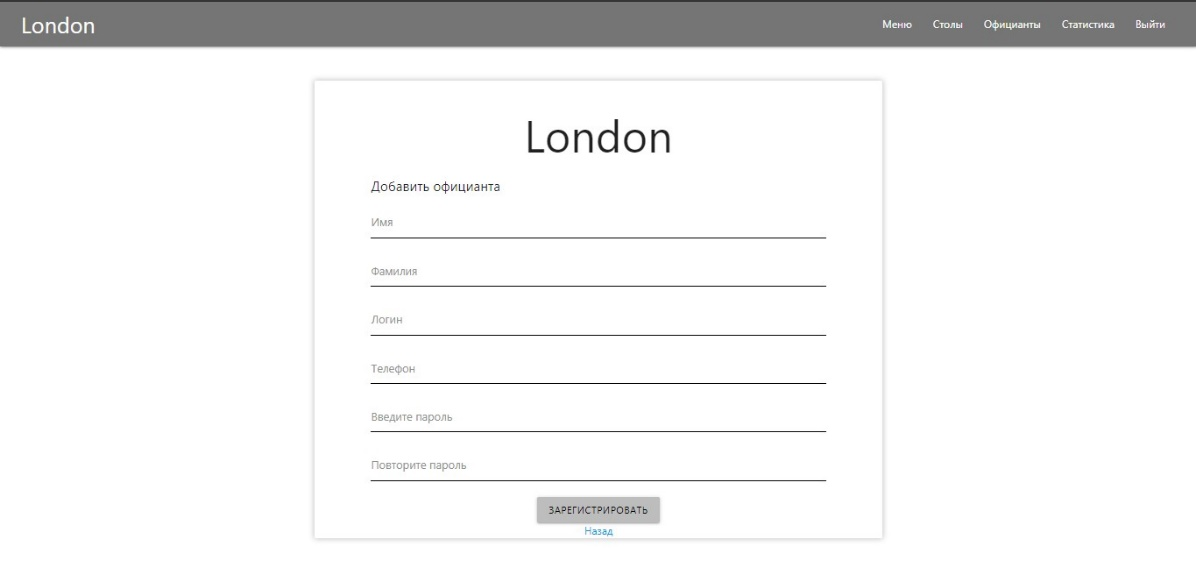 London
Меню Столы Официанты Статистика Выйти
London
Добавить официанта
Имя
Фамилия
Логин
Телефон
Введите пароль
Повторите пароль
ЗАРЕГИСТРИРОВАТЬ
Назад